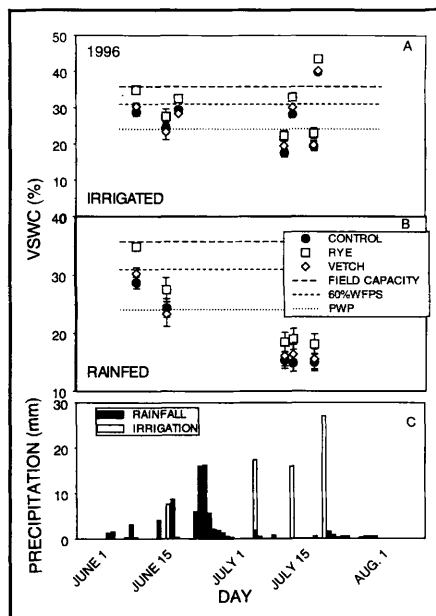 50
1996
A
40
30
20
10
IRRIGATED
VSWC (%)
40
B
CONTROL
RYE
VETCH
FIELD CAPACITY
60%WFPS
PWP
30
20
10
RAINFED
30
RAINFALL
IRRIGATION
C
20
10
0
PRECIPITATION (mm)
JUNE 1
JUNE 15
JULY 1
JULY 15
AUG. 1
DAY